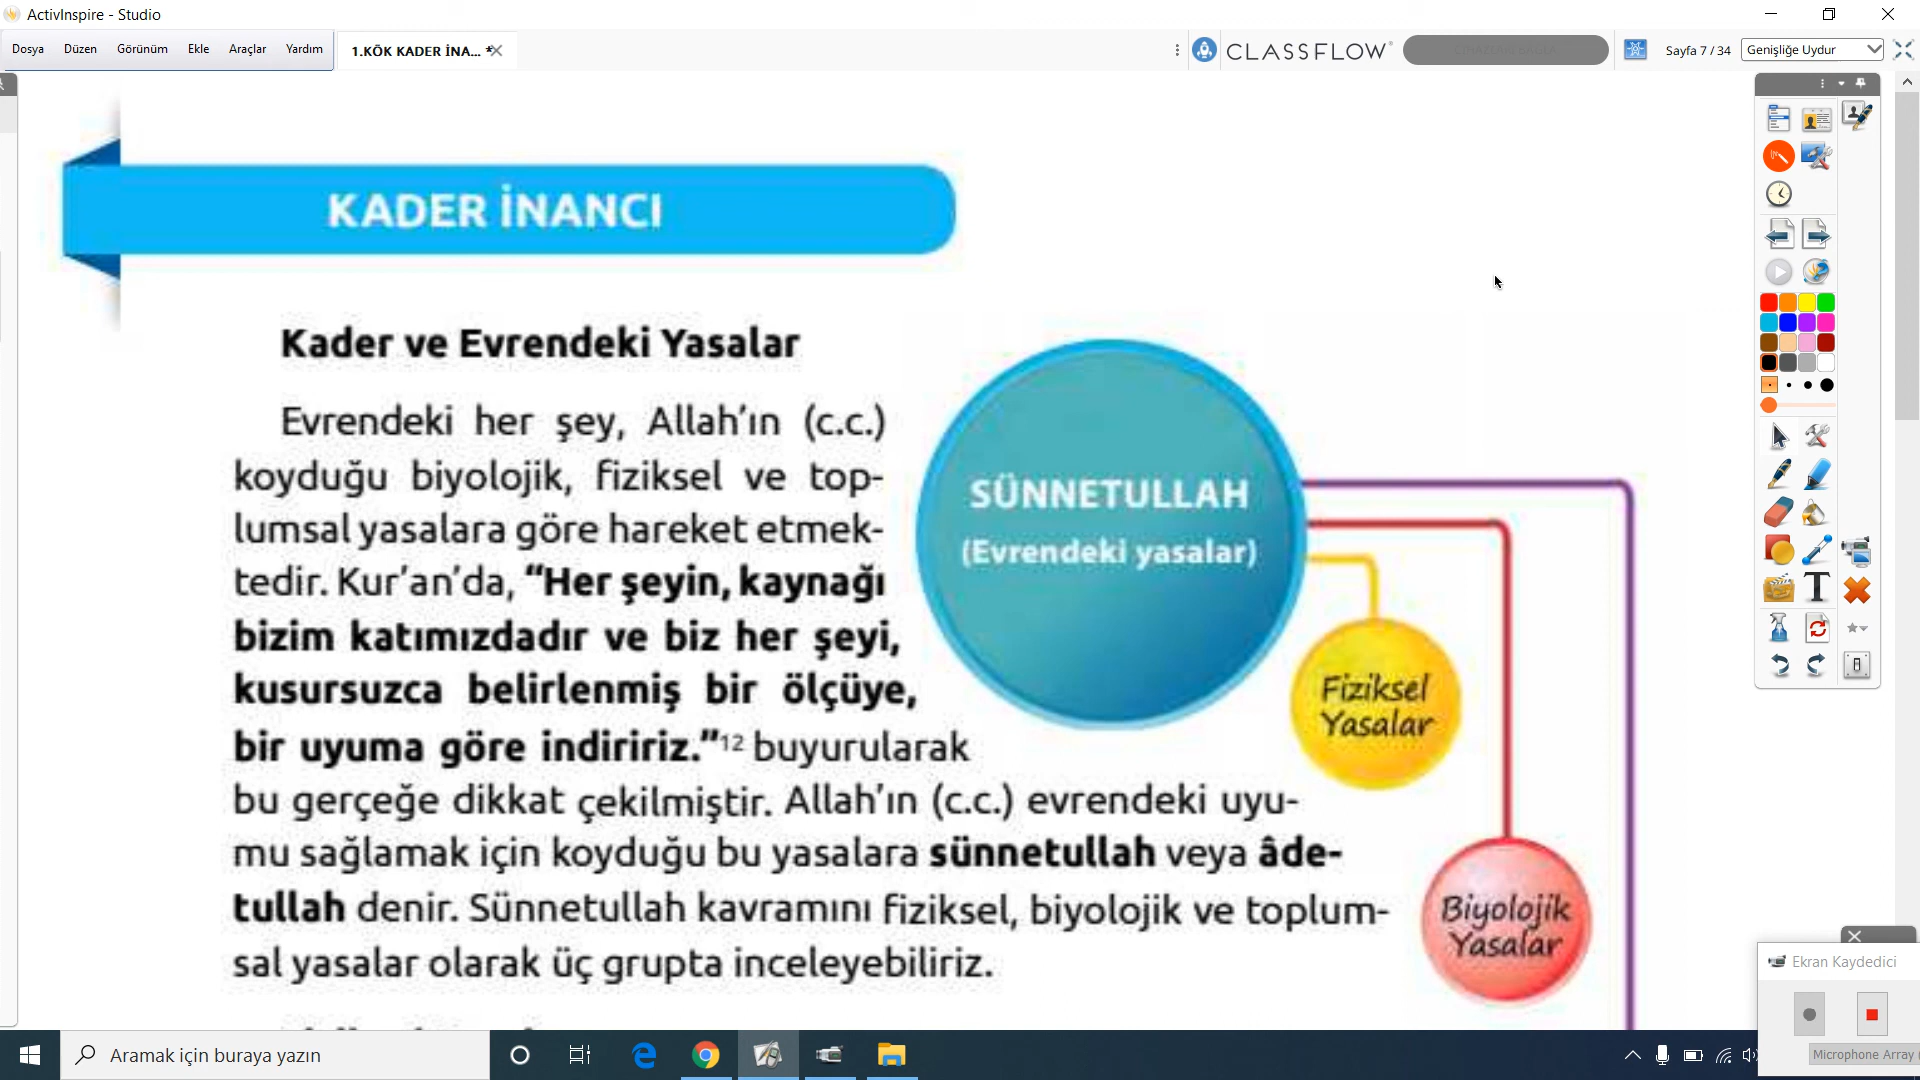 ActivInspire - Studio
Dosya Düzen Görünüm Ekle Araçlar Yardım
1.KÖK KADER İNA... *
CLASSFLOW
Sayfa 7 / 34
Genişliğe Uydur
KADER İNANCI
Kader ve Evrendeki Yasalar
Evrendeki her şey, Allah’ın (c.c.)
koyduğu biyolojik, fiziksel ve top-
lumsal yasalara göre hareket etmek-
tedir. Kur’an’da, “Her şeyin, kaynağı
bizim katımızdadır ve biz her şeyi,
kusursuzca belirlenmiş bir ölçüye,
bir uyuma göre indiririz.”12 buyurularak
bu gerçeğe dikkat çekilmiştir. Allah’ın (c.c.) evrendeki uyu-
mu sağlamak için koyduğu bu yasalara sünnetullah veya âde-
tullah denir. Sünnetullah kavramını fiziksel, biyolojik ve toplum-
sal yasalar olarak üç grupta inceleyebiliriz.
SÜNNETULLAH
(Evrendeki yasalar)
Fiziksel
Yasalar
Biyolojik
Yasalar
Ekran Kaydedici
Microphone Array
Aramak için buraya yazın